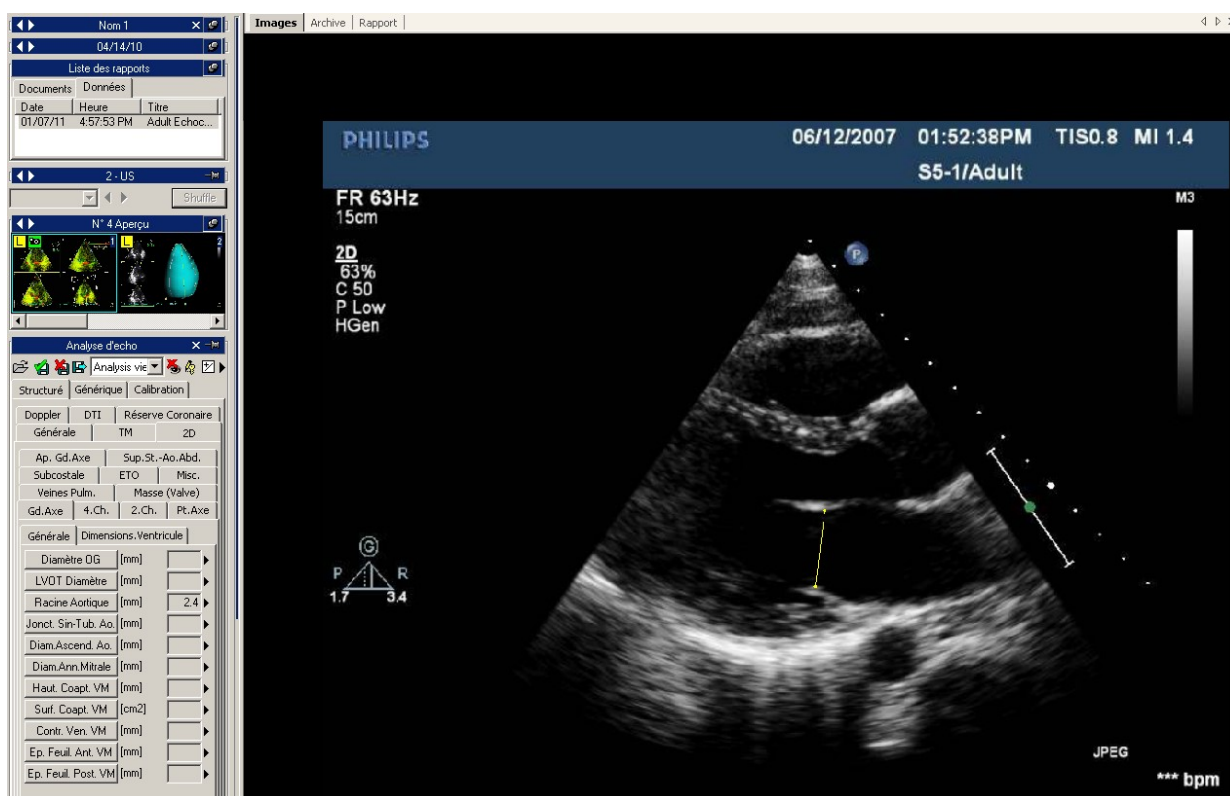 Nom 1
04/14/10
Liste des rapports
Documents Données
Date Heure Titre
01/07/11 4:57:53 PM Adult Echoc...
2 - US
Shuffle
N° 4 Aperçu
L L
1 2
Analyse d'echo
Analysis vie
Structuré Générique Calibration
Doppler DTI Réserve Coronaire
Générale TM 2D
Ap. Gd.Axe Sup.St.-Ao.Abd.
Subcostale ETO Misc.
Veines Pulm. Masse (Valve)
Gd.Axe 4.Ch. 2.Ch. Pt.Axe
Générale Dimensions.Ventricule
Diamètre OG [mm]
LVOT Diamètre [mm]
Racine Aortique [mm] 2.4
Jonct. Sin-Tub. Ao. [mm]
Diam.Ascend. Ao. [mm]
Diam.Ann.Mitrale [mm]
Haut. Coapt. VM [mm]
Surf. Coapt. VM [cm2]
Contr. Ven. VM [mm]
Ep. Feuil. Ant. VM [mm]
Ep. Feuil. Post. VM [mm]
Images Archive Rapport
PHILIPS 06/12/2007 01:52:38PM TIS0.8 MI 1.4
S5-1/Adult
FR 63Hz
15cm
M3
2D
63%
C 50
P Low
HGen
P
G
P R
1.7 3.4
JPEG
*** bpm